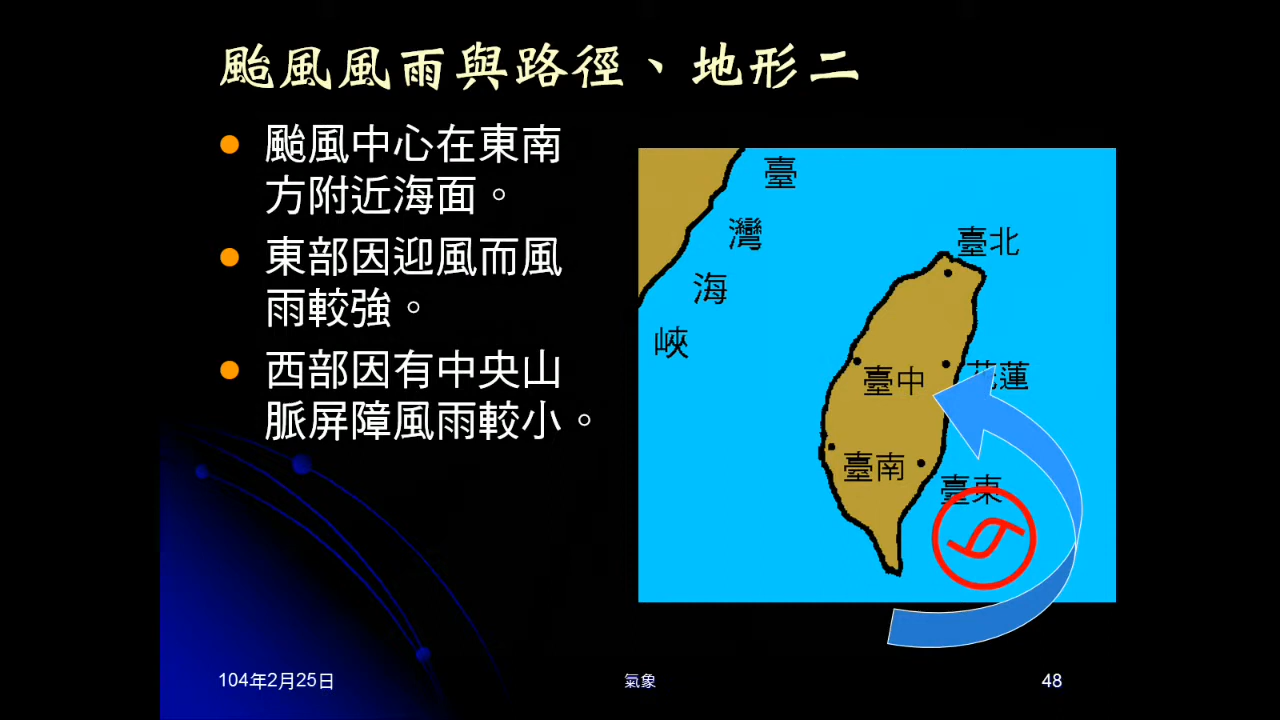 颱風風雨與路徑、地形二
颱風中心在東南
方附近海面。
東部因迎風而風
雨較強。
西部因有中央山
脈屏障風雨較小。
臺
灣
海
峽
臺北
臺中
花蓮
臺南
臺東
104年2月25日
氣象
48